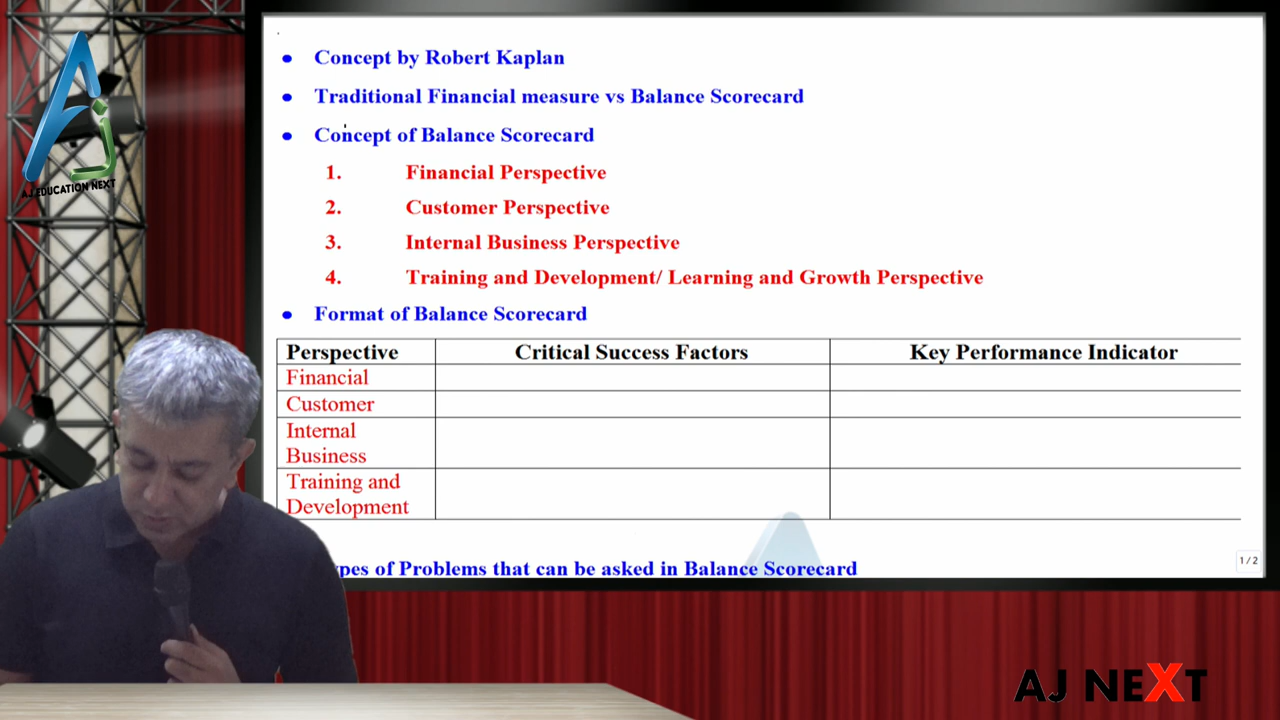 AJ EDUCATION NEXT
• Concept by Robert Kaplan
• Traditional Financial measure vs Balance Scorecard
• Concept of Balance Scorecard
1. Financial Perspective
2. Customer Perspective
3. Internal Business Perspective
4. Training and Development/ Learning and Growth Perspective
• Format of Balance Scorecard
Perspective Critical Success Factors Key Performance Indicator
Financial
Customer
Internal
Business
Training and
Development
of Problems that can be asked in Balance Scorecard
1/2
AJ NEXT